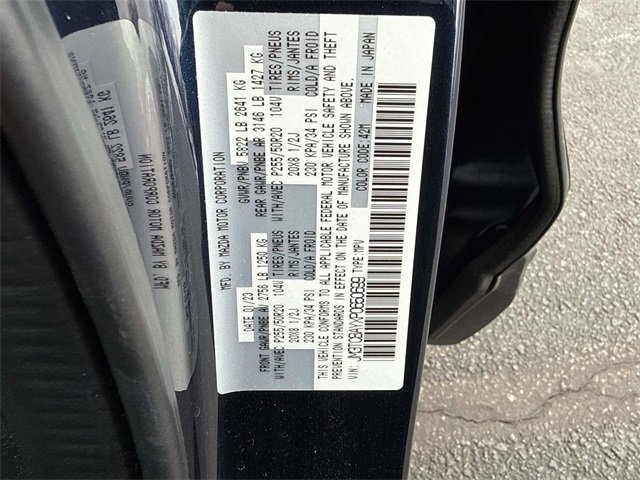 MFD. BY MAZDA MOTOR CORPORATION
DATE 01/23 GVWR/PNBV 5822 LB 2641 KG
FRONT GAWR/PNBE AV 2756 LB 1250 KG REAR GAWR/PNBE AR 3146 LB 1427 KG
WITH/AVEC P255/50R20 104V TIRES/PNEUS WITH/AVEC P255/50R20 104V TIRES/PNEUS
20X8 1/2J RIMS/JANTES 20X8 1/2J RIMS/JANTES
230 KPA/34 PSI COLD/A FROID 230 KPA/34 PSI COLD/A FROID
THIS VEHICLE CONFORMS TO ALL APPLICABLE FEDERAL MOTOR VEHICLE SAFETY AND THEFT
PREVENTION STANDARDS IN EFFECT ON THE DATE OF MANUFACTURE SHOWN ABOVE.
VIN: JM3TCBAYXP0650699 TYPE: MPV COLOR CODE: 42M MADE IN JAPAN